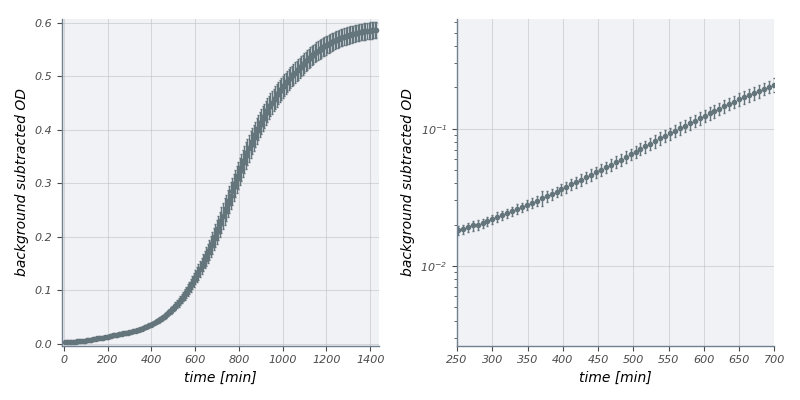 background subtracted OD
0.6
0.5
0.4
0.3
0.2
0.1
0.0
0 200 400 600 800 1000 1200 1400
time [min]
background subtracted OD
10⁻¹
10⁻²
250 300 350 400 450 500 550 600 650 700
time [min]